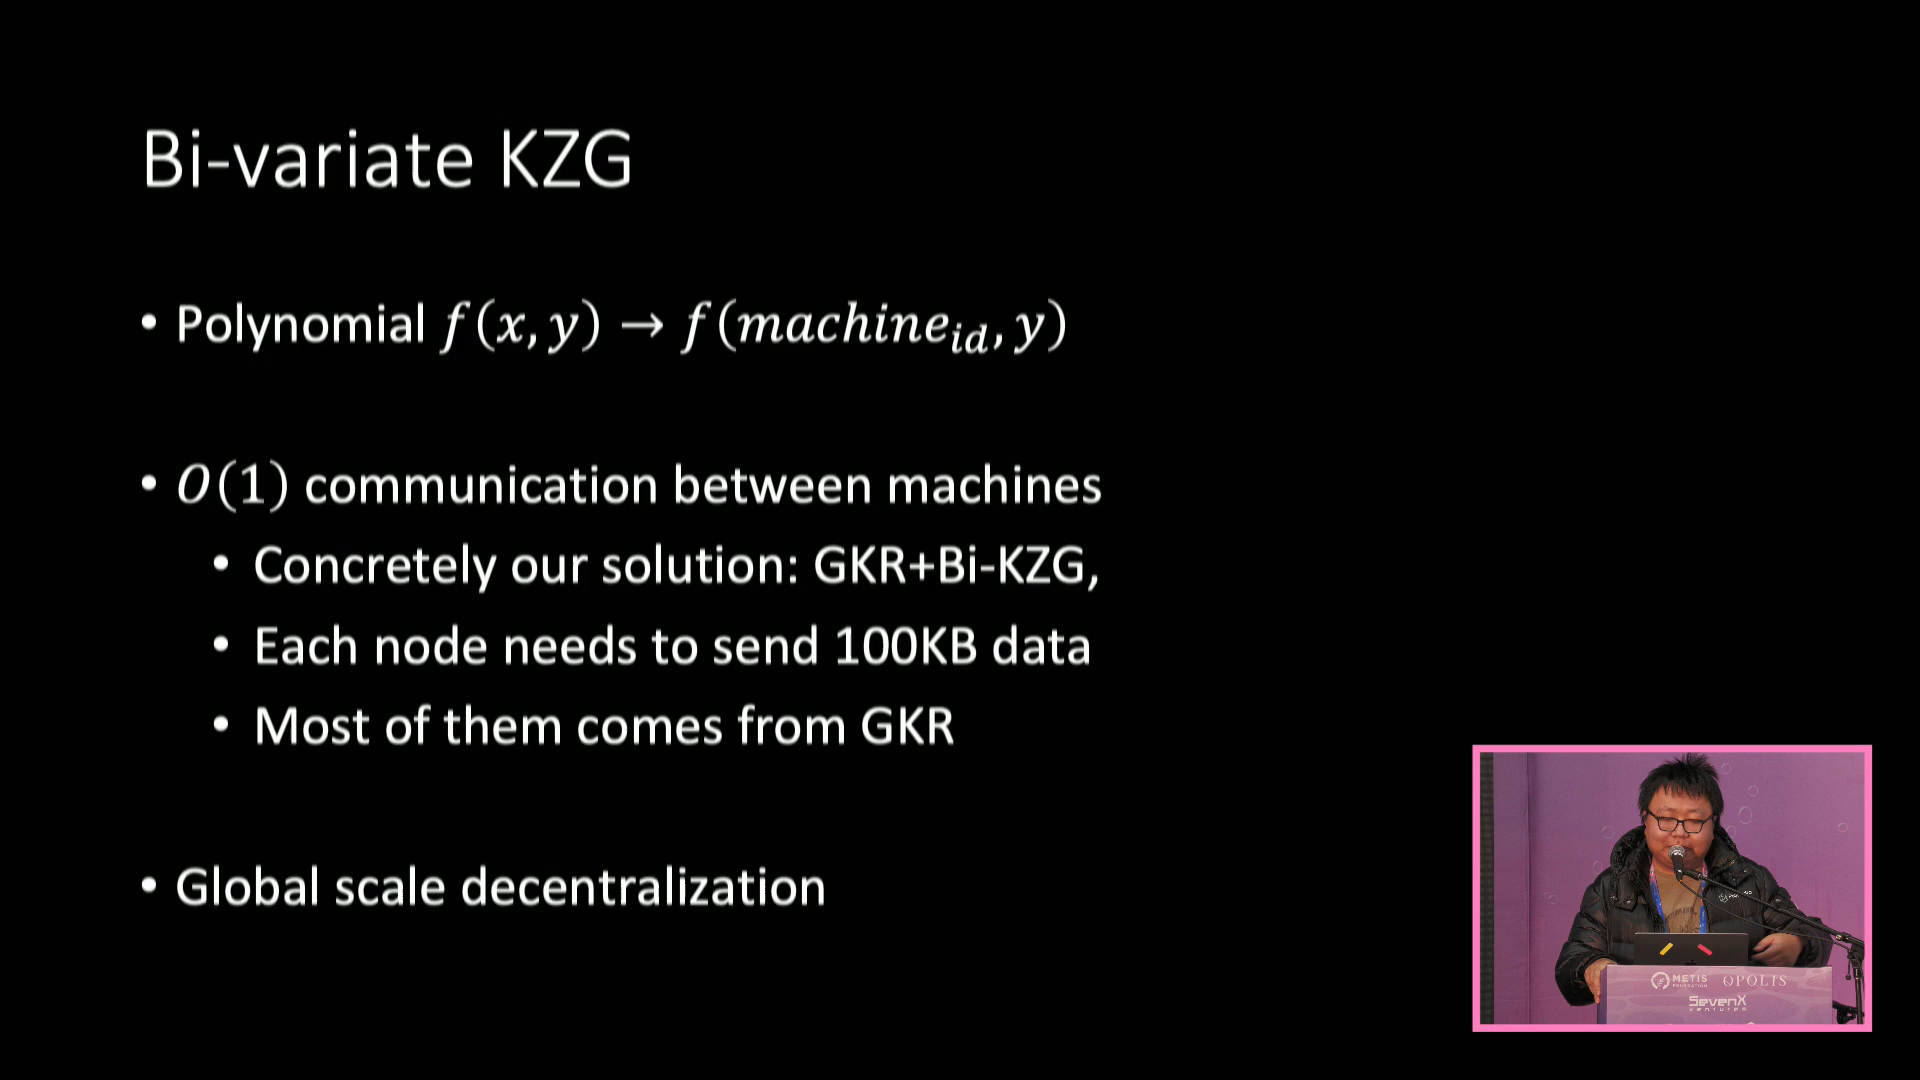 Bi-variate KZG
• Polynomial f(x, y) → f(machine_id, y)
• O(1) communication between machines
• Concretely our solution: GKR+Bi-KZG,
• Each node needs to send 100KB data
• Most of them comes from GKR
• Global scale decentralization
METIS
FOUNDATION
OPOLIS
SevenX
ventures